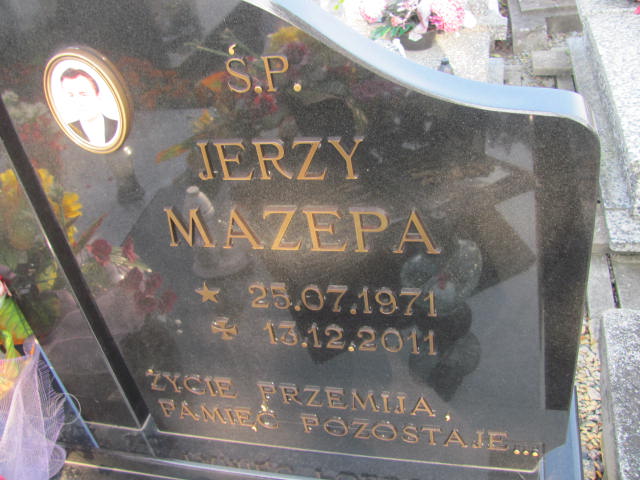 Ś.P.
JERZY
MAZEPA
25.07.1971
13.12.2011
ŻYCIE PRZEMIJA,
PAMIĘĆ POZOSTAJE...